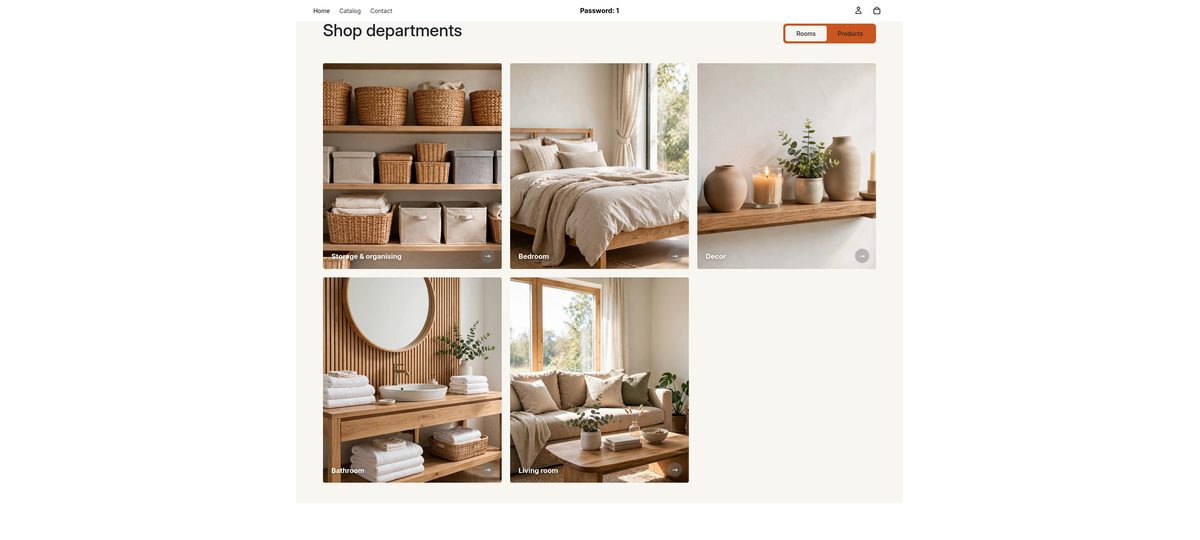 Home Catalog Contact
Password: 1
Shop departments
Rooms Products
Storage & organising →
Bedroom →
Decor →
Bathroom →
Living room →